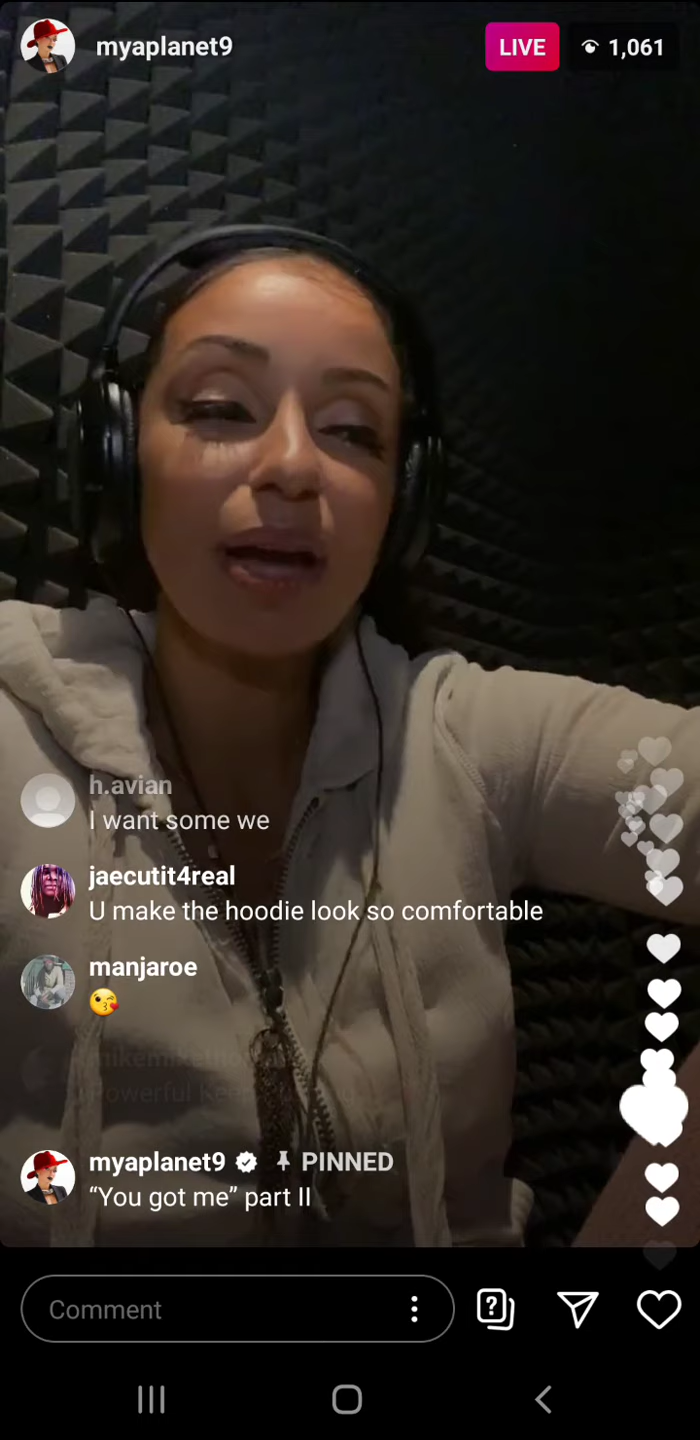 myaplanet9
LIVE
1,061
h.avian
I want some we
jaecutit4real
U make the hoodie look so comfortable
manjaroe
😘
Powerful
myaplanet9 PINNED
“You got me” part II
Comment